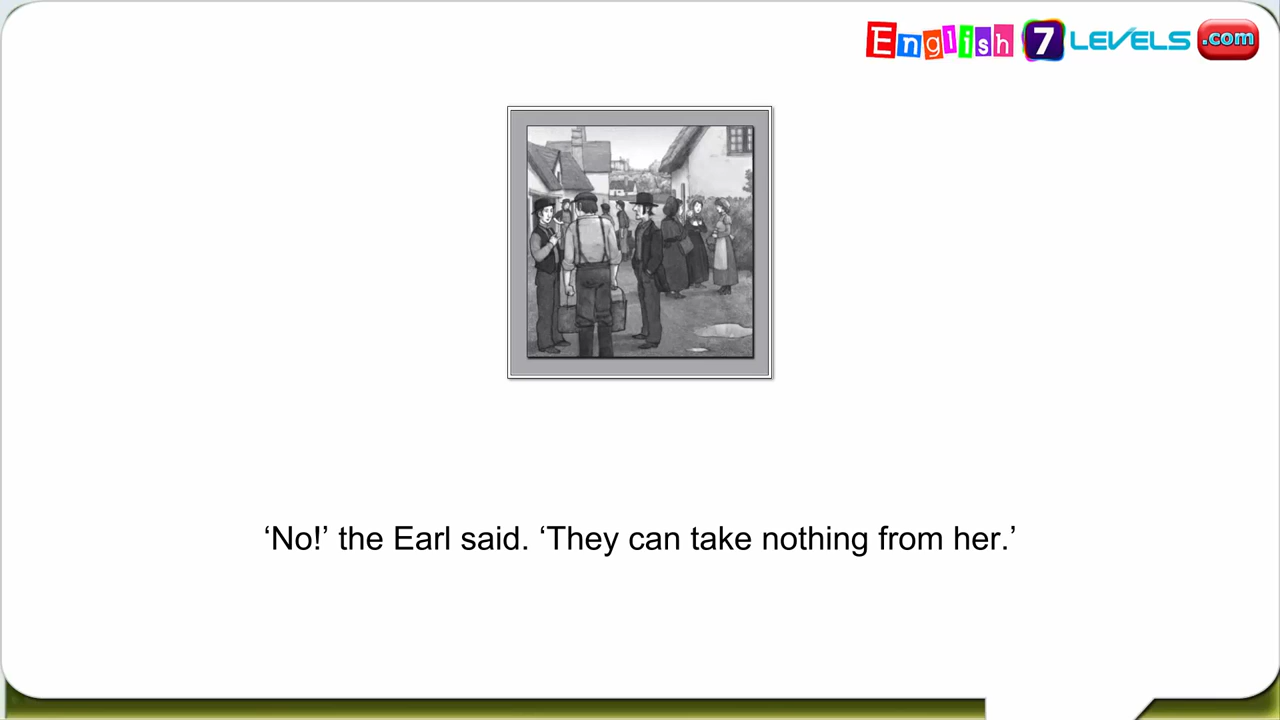 English 7 LEVELS .com
‘No!’ the Earl said. ‘They can take nothing from her.’